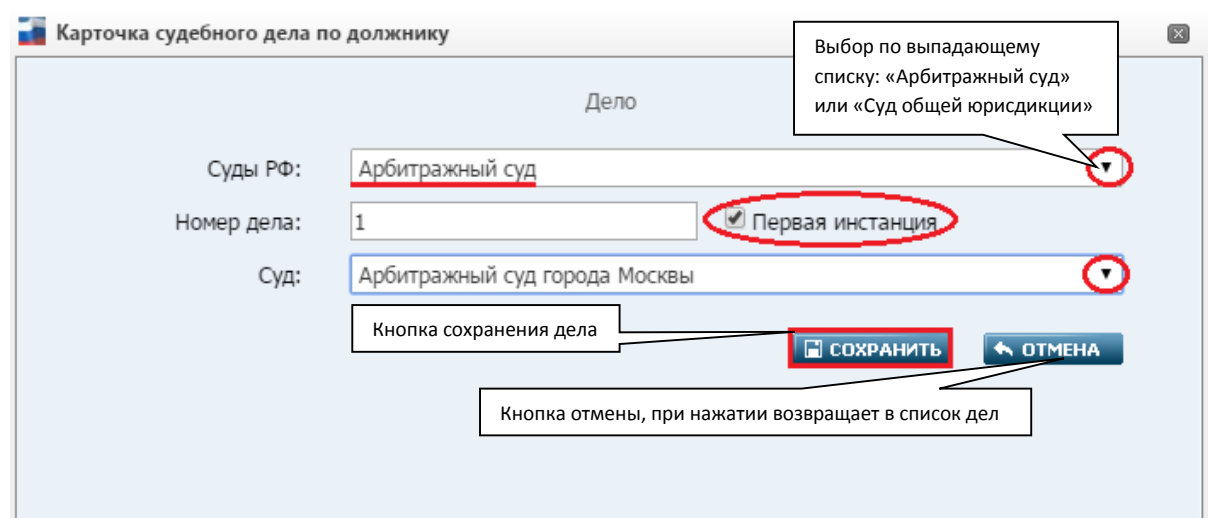 Карточка судебного дела по должнику
Выбор по выпадающему
списку: «Арбитражный суд»
или «Суд общей юрисдикции»
Дело
Суды РФ:
Арбитражный суд
Номер дела:
1
Первая инстанция
Суд:
Арбитражный суд города Москвы
Кнопка сохранения дела
СОХРАНИТЬ
ОТМЕНА
Кнопка отмены, при нажатии возвращает в список дел